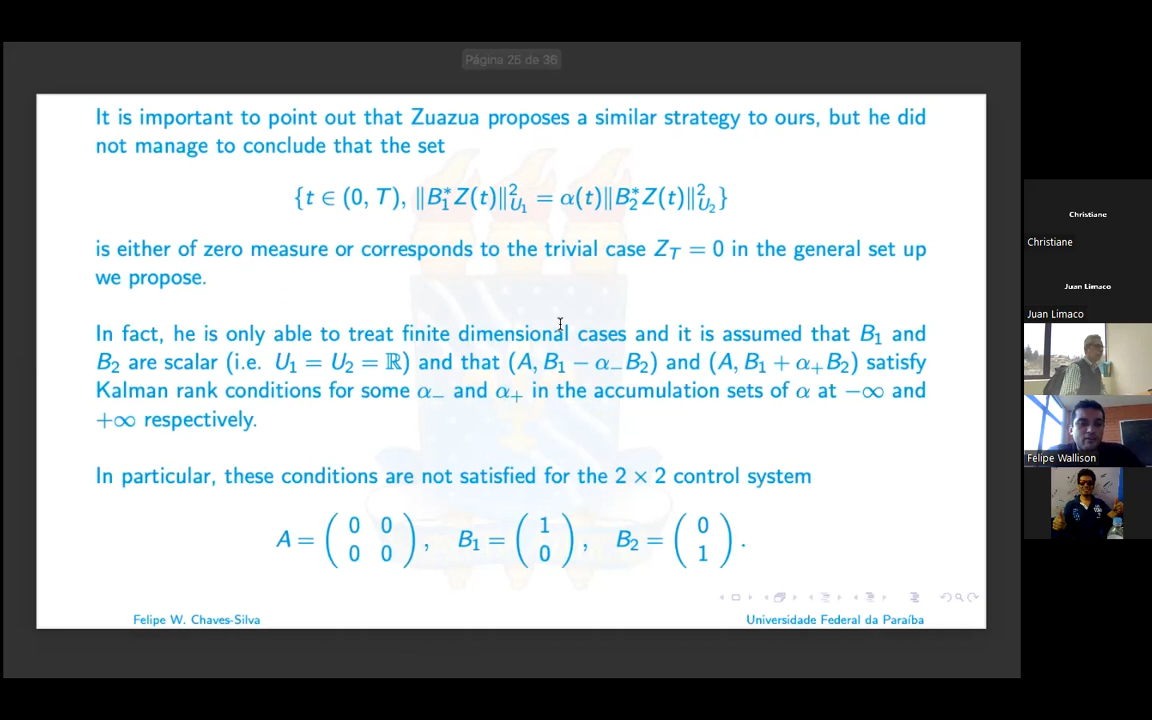 Página 25 de 36
It is important to point out that Zuazua proposes a similar strategy to ours, but he did
not manage to conclude that the set
{t ∈ (0, T), ‖B₁*Z(t)‖²_{U₁} = α(t)‖B₂*Z(t)‖²_{U₂}}
is either of zero measure or corresponds to the trivial case Z_T = 0 in the general set up
we propose.
In fact, he is only able to treat finite dimensional cases and it is assumed that B₁ and
B₂ are scalar (i.e. U₁ = U₂ = ℝ) and that (A, B₁ − α₋B₂) and (A, B₁ + α₊B₂) satisfy
Kalman rank conditions for some α₋ and α₊ in the accumulation sets of α at −∞ and
+∞ respectively.
In particular, these conditions are not satisfied for the 2 × 2 control system
A = ( 0 0 ; 0 0 ), B₁ = ( 1 ; 0 ), B₂ = ( 0 ; 1 ).
Felipe W. Chaves-Silva
Universidade Federal da Paraíba
Christiane
Christiane
Juan Limaco
Juan Limaco
Felipe Wallison